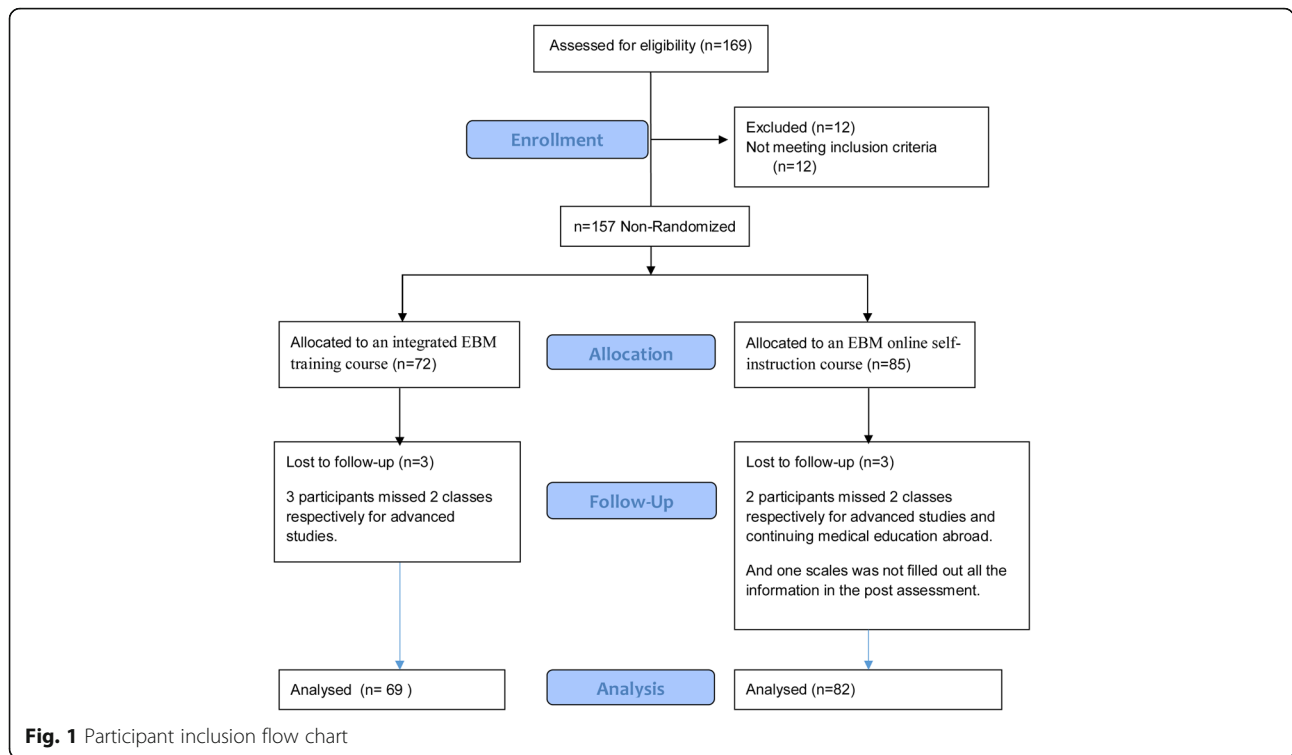 Assessed for eligibility (n=169)
Enrollment
Excluded (n=12)
Not meeting inclusion criteria
(n=12)
n=157 Non-Randomized
Allocated to an integrated EBM
training course (n=72)
Allocation
Allocated to an EBM online self-
instruction course (n=85)
Lost to follow-up (n=3)
3 participants missed 2 classes
respectively for advanced
studies.
Follow-Up
Lost to follow-up (n=3)
2 participants missed 2 classes
respectively for advanced studies and
continuing medical education abroad.
And one scales was not filled out all the
information in the post assessment.
Analysed (n= 69 )
Analysis
Analysed (n=82)
Fig. 1 Participant inclusion flow chart